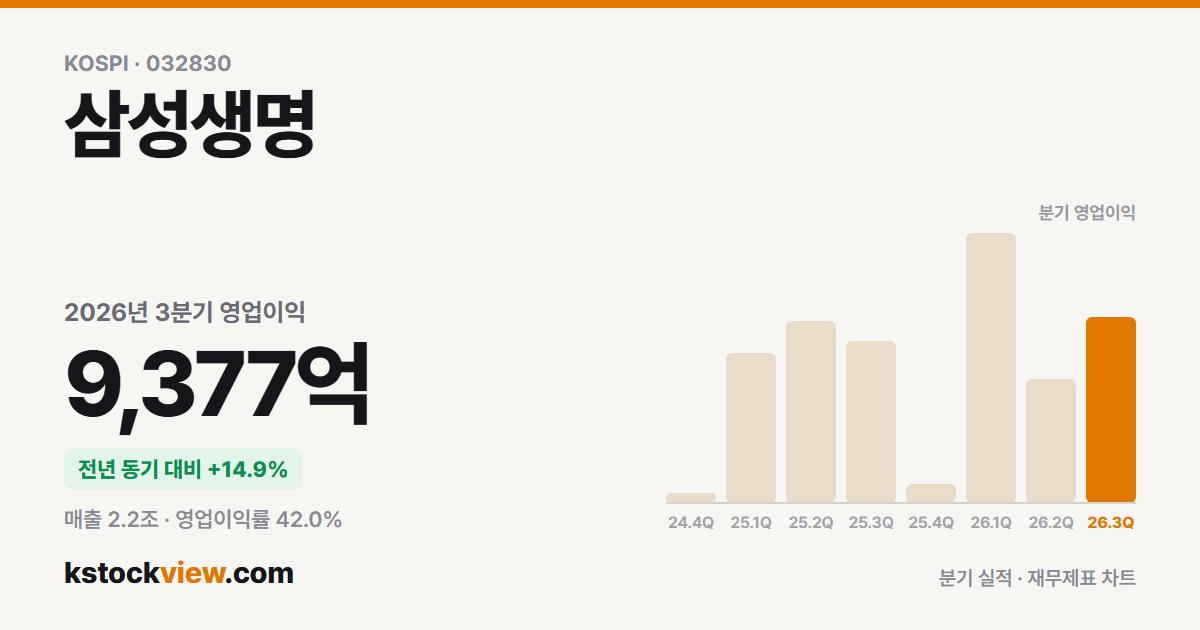 KOSPI · 032830
삼성생명
분기 영업이익
2026년 3분기 영업이익
9,377억
전년 동기 대비 +14.9%
매출 2.2조 · 영업이익률 42.0%
24.4Q 25.1Q 25.2Q 25.3Q 25.4Q 26.1Q 26.2Q 26.3Q
kstockview.com
분기 실적 · 재무제표 차트